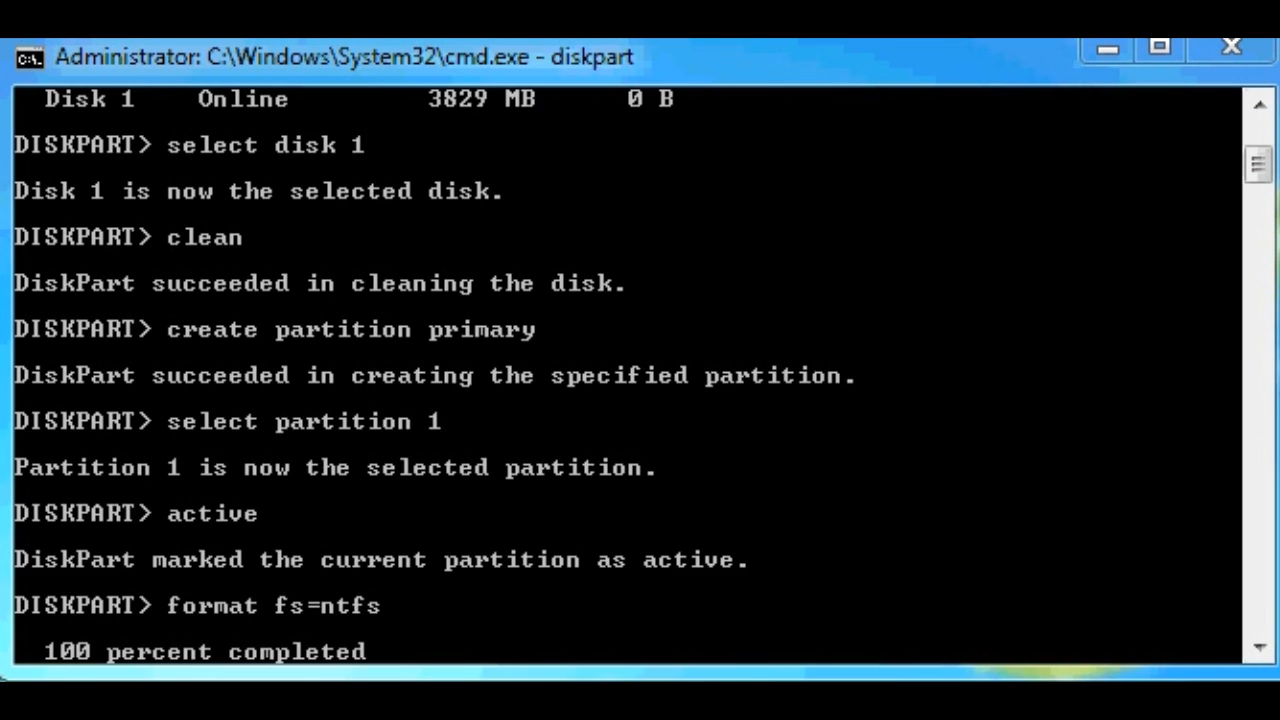 Administrator: C:\Windows\System32\cmd.exe - diskpart
Disk 1 Online 3829 MB 0 B
DISKPART> select disk 1
Disk 1 is now the selected disk.
DISKPART> clean
DiskPart succeeded in cleaning the disk.
DISKPART> create partition primary
DiskPart succeeded in creating the specified partition.
DISKPART> select partition 1
Partition 1 is now the selected partition.
DISKPART> active
DiskPart marked the current partition as active.
DISKPART> format fs=ntfs
100 percent completed